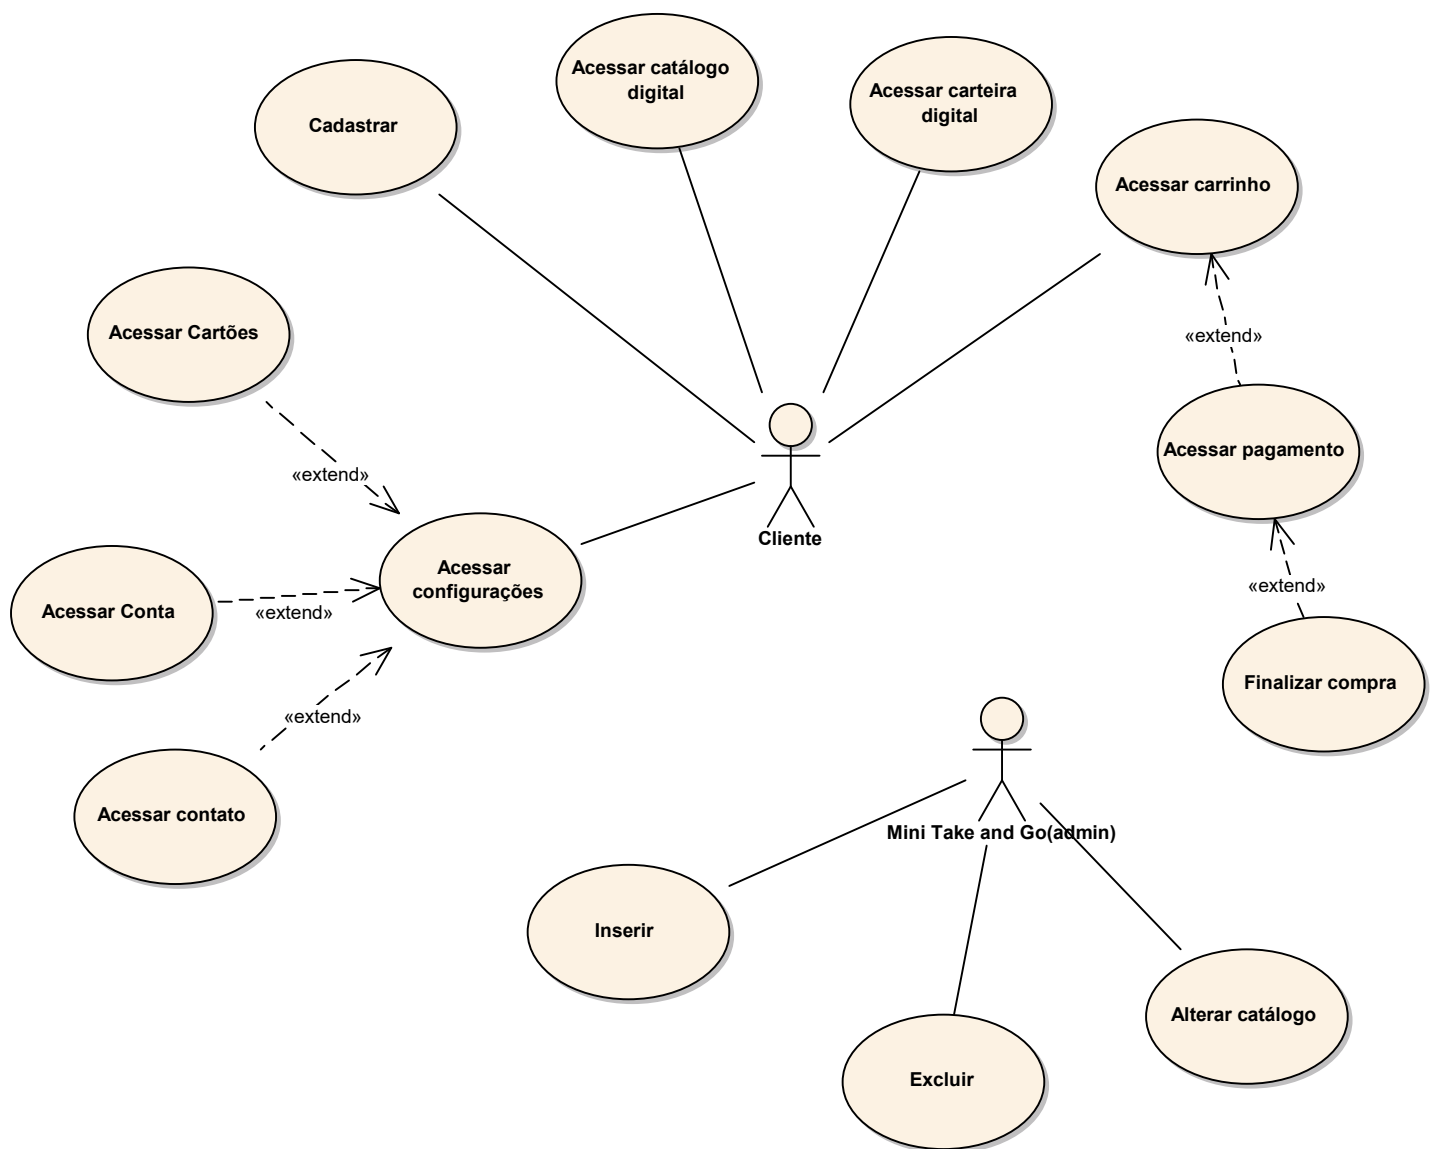 Acessar catálogo
digital
Acessar carteira
digital
Cadastrar
Acessar carrinho
Acessar Cartões
«extend»
Acessar pagamento
«extend»
Cliente
Acessar
configurações
«extend»
Acessar Conta
«extend»
Finalizar compra
«extend»
Acessar contato
Mini Take and Go(admin)
Inserir
Alterar catálogo
Excluir